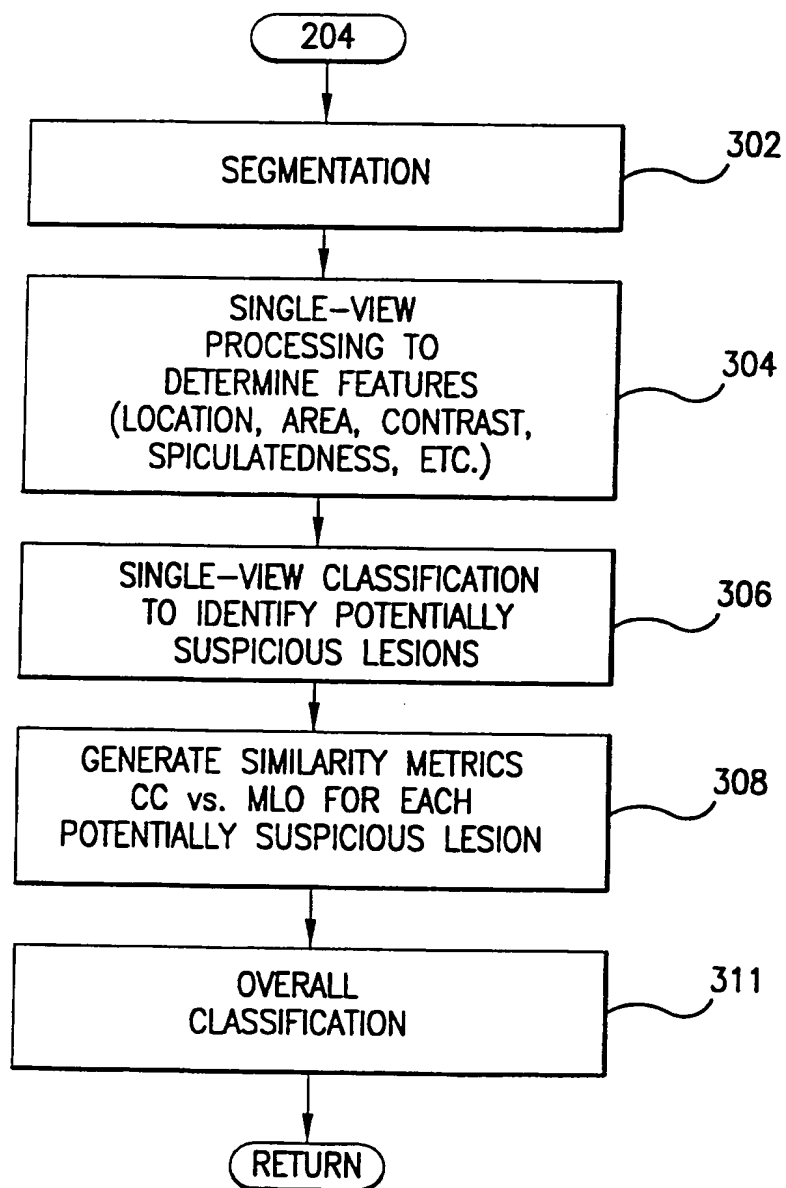 204
SEGMENTATION
302
SINGLE-VIEW
PROCESSING TO
DETERMINE FEATURES
(LOCATION, AREA, CONTRAST,
SPICULATEDNESS, ETC.)
304
SINGLE-VIEW CLASSIFICATION
TO IDENTIFY POTENTIALLY
SUSPICIOUS LESIONS
306
GENERATE SIMILARITY METRICS
CC vs. MLO FOR EACH
POTENTIALLY SUSPICIOUS LESION
308
OVERALL
CLASSIFICATION
311
RETURN